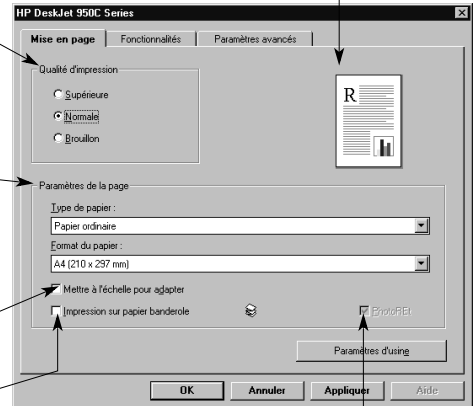 HP DeskJet 950C Series
Mise en page Fonctionnalités Paramètres avancés
Qualité d'impression
Supérieure
Normale
Brouillon
R
Paramètres de la page
Type de papier :
Papier ordinaire
Format du papier :
A4 (210 x 297 mm)
Mettre à l'échelle pour adapter
Impression sur papier banderole PhotoREt
Paramètres d'usine
OK Annuler Appliquer Aide